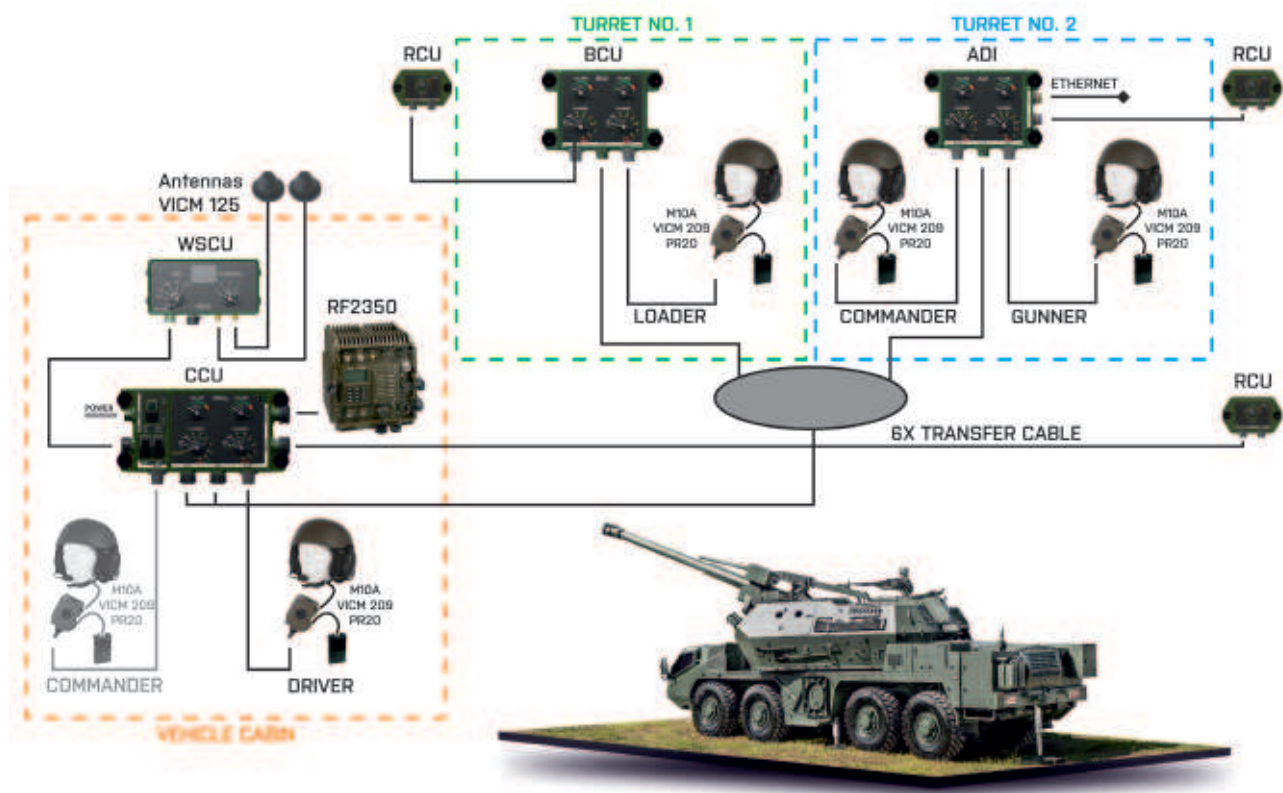 TURRET NO. 1
TURRET NO. 2
RCU
BCU
ADI
RCU
ETHERNET
Antennas
VICM 125
M10A
VICM 209
PR20
M10A
VICM 209
PR20
M10A
VICM 209
PR20
WSCU
RF2350
LOADER
COMMANDER
GUNNER
CCU
RCU
POWER
6X TRANSFER CABLE
M10A
VICM 209
PR20
M10A
VICM 209
PR20
COMMANDER
DRIVER
VEHICLE CABIN